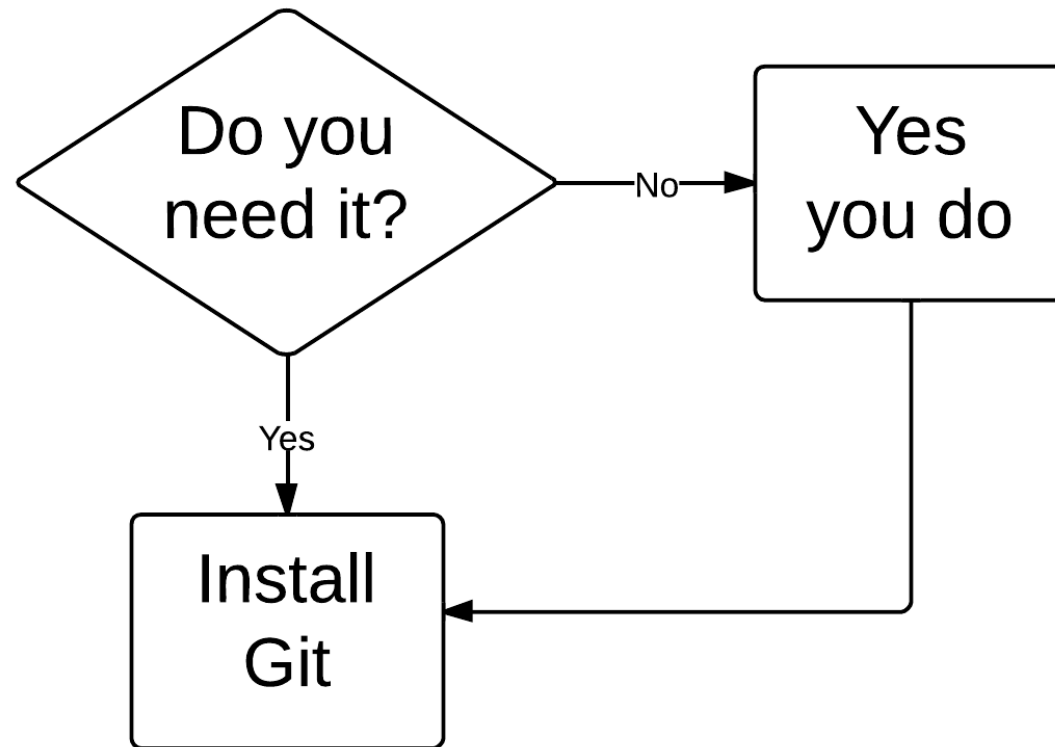 Do you
need it?
No
Yes
you do
Yes
Install
Git